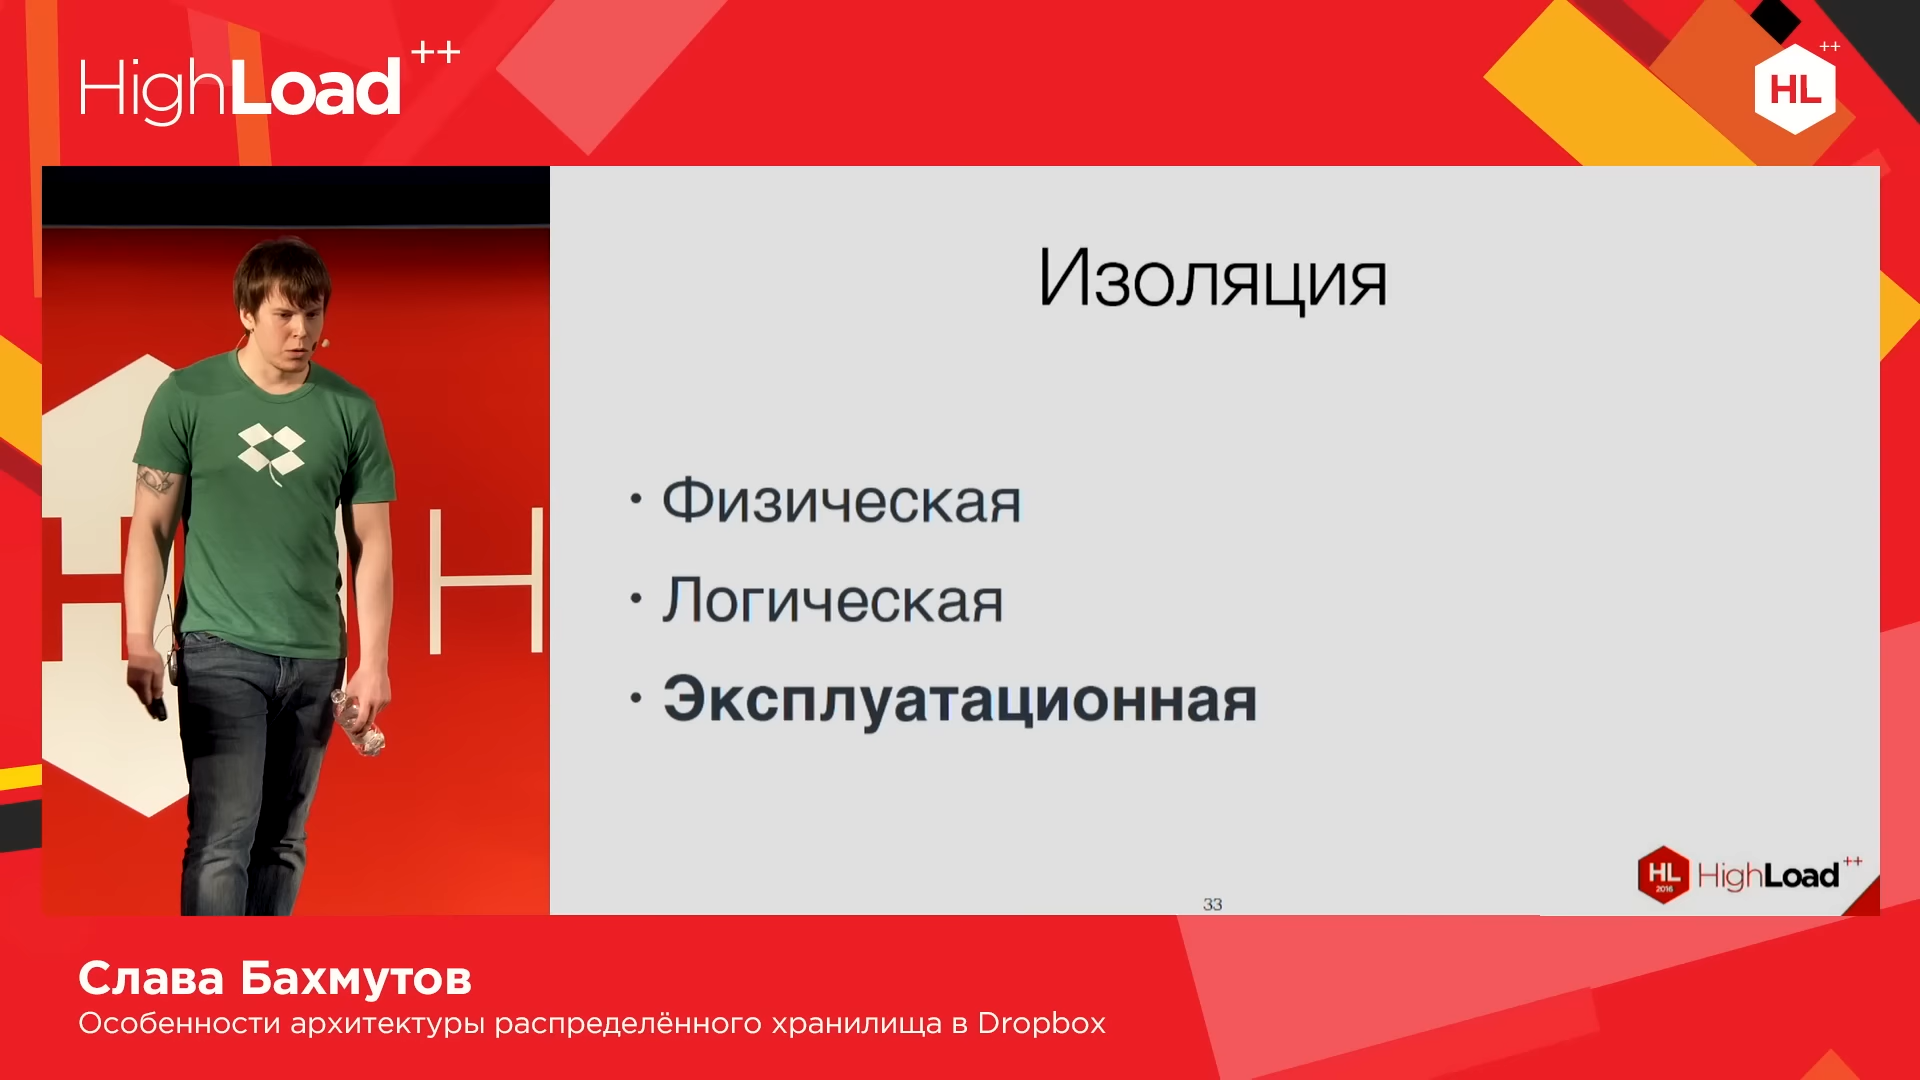 HighLoad++
HL++
Изоляция
• Физическая
• Логическая
• Эксплуатационная
H
H
HL
2016
HighLoad++
33
Слава Бахмутов
Особенности архитектуры распределённого хранилища в Dropbox